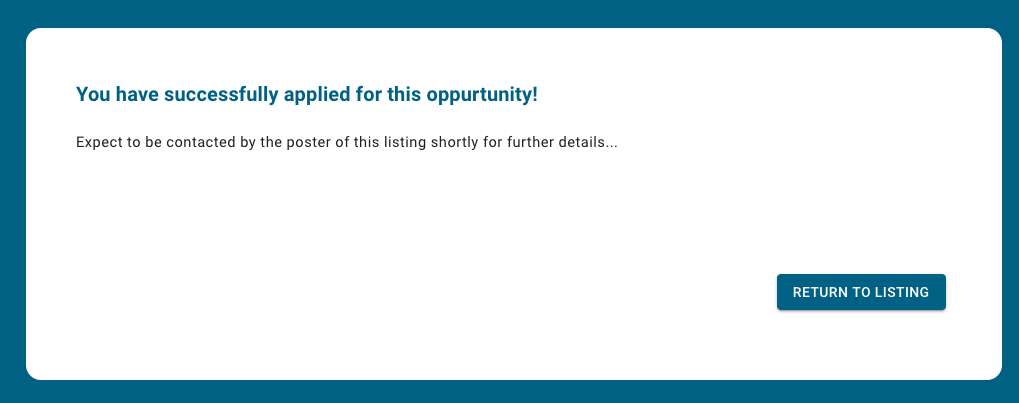 You have successfully applied for this oppurtunity!
Expect to be contacted by the poster of this listing shortly for further details...
RETURN TO LISTING